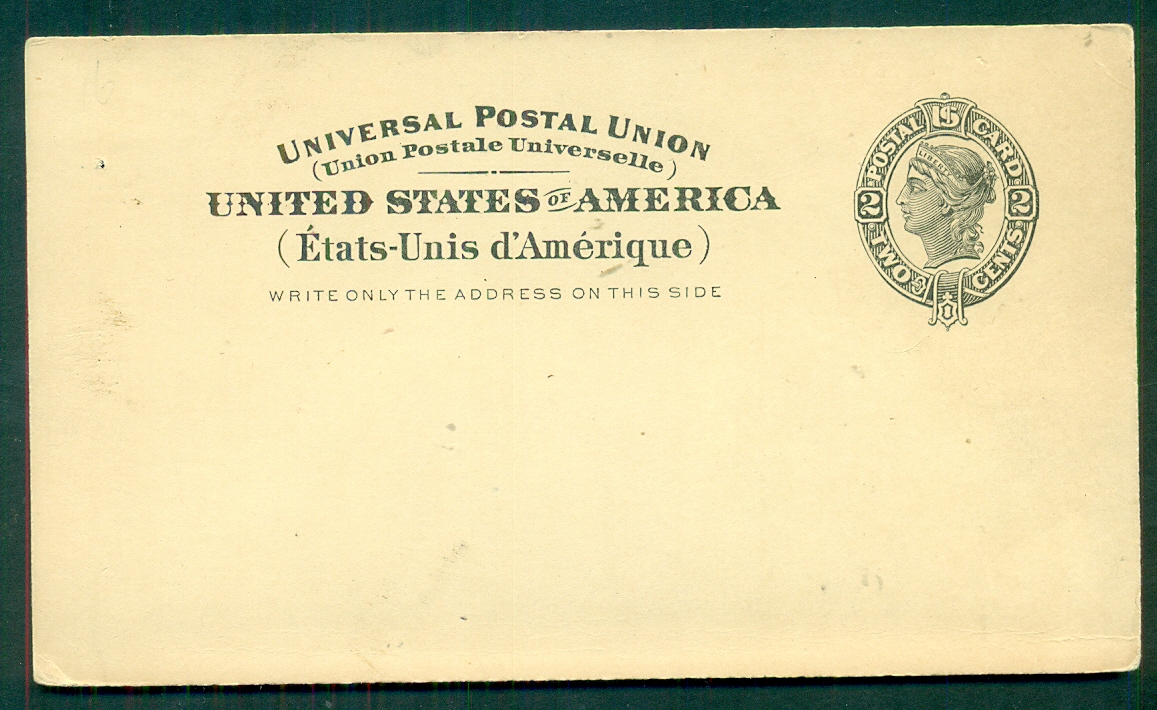 UNIVERSAL POSTAL UNION
(Union Postale Universelle)
UNITED STATES OF AMERICA
(États-Unis d'Amérique)
WRITE ONLY THE ADDRESS ON THIS SIDE
POSTAL CARD
LIBERTY
2 2
TWO CENTS